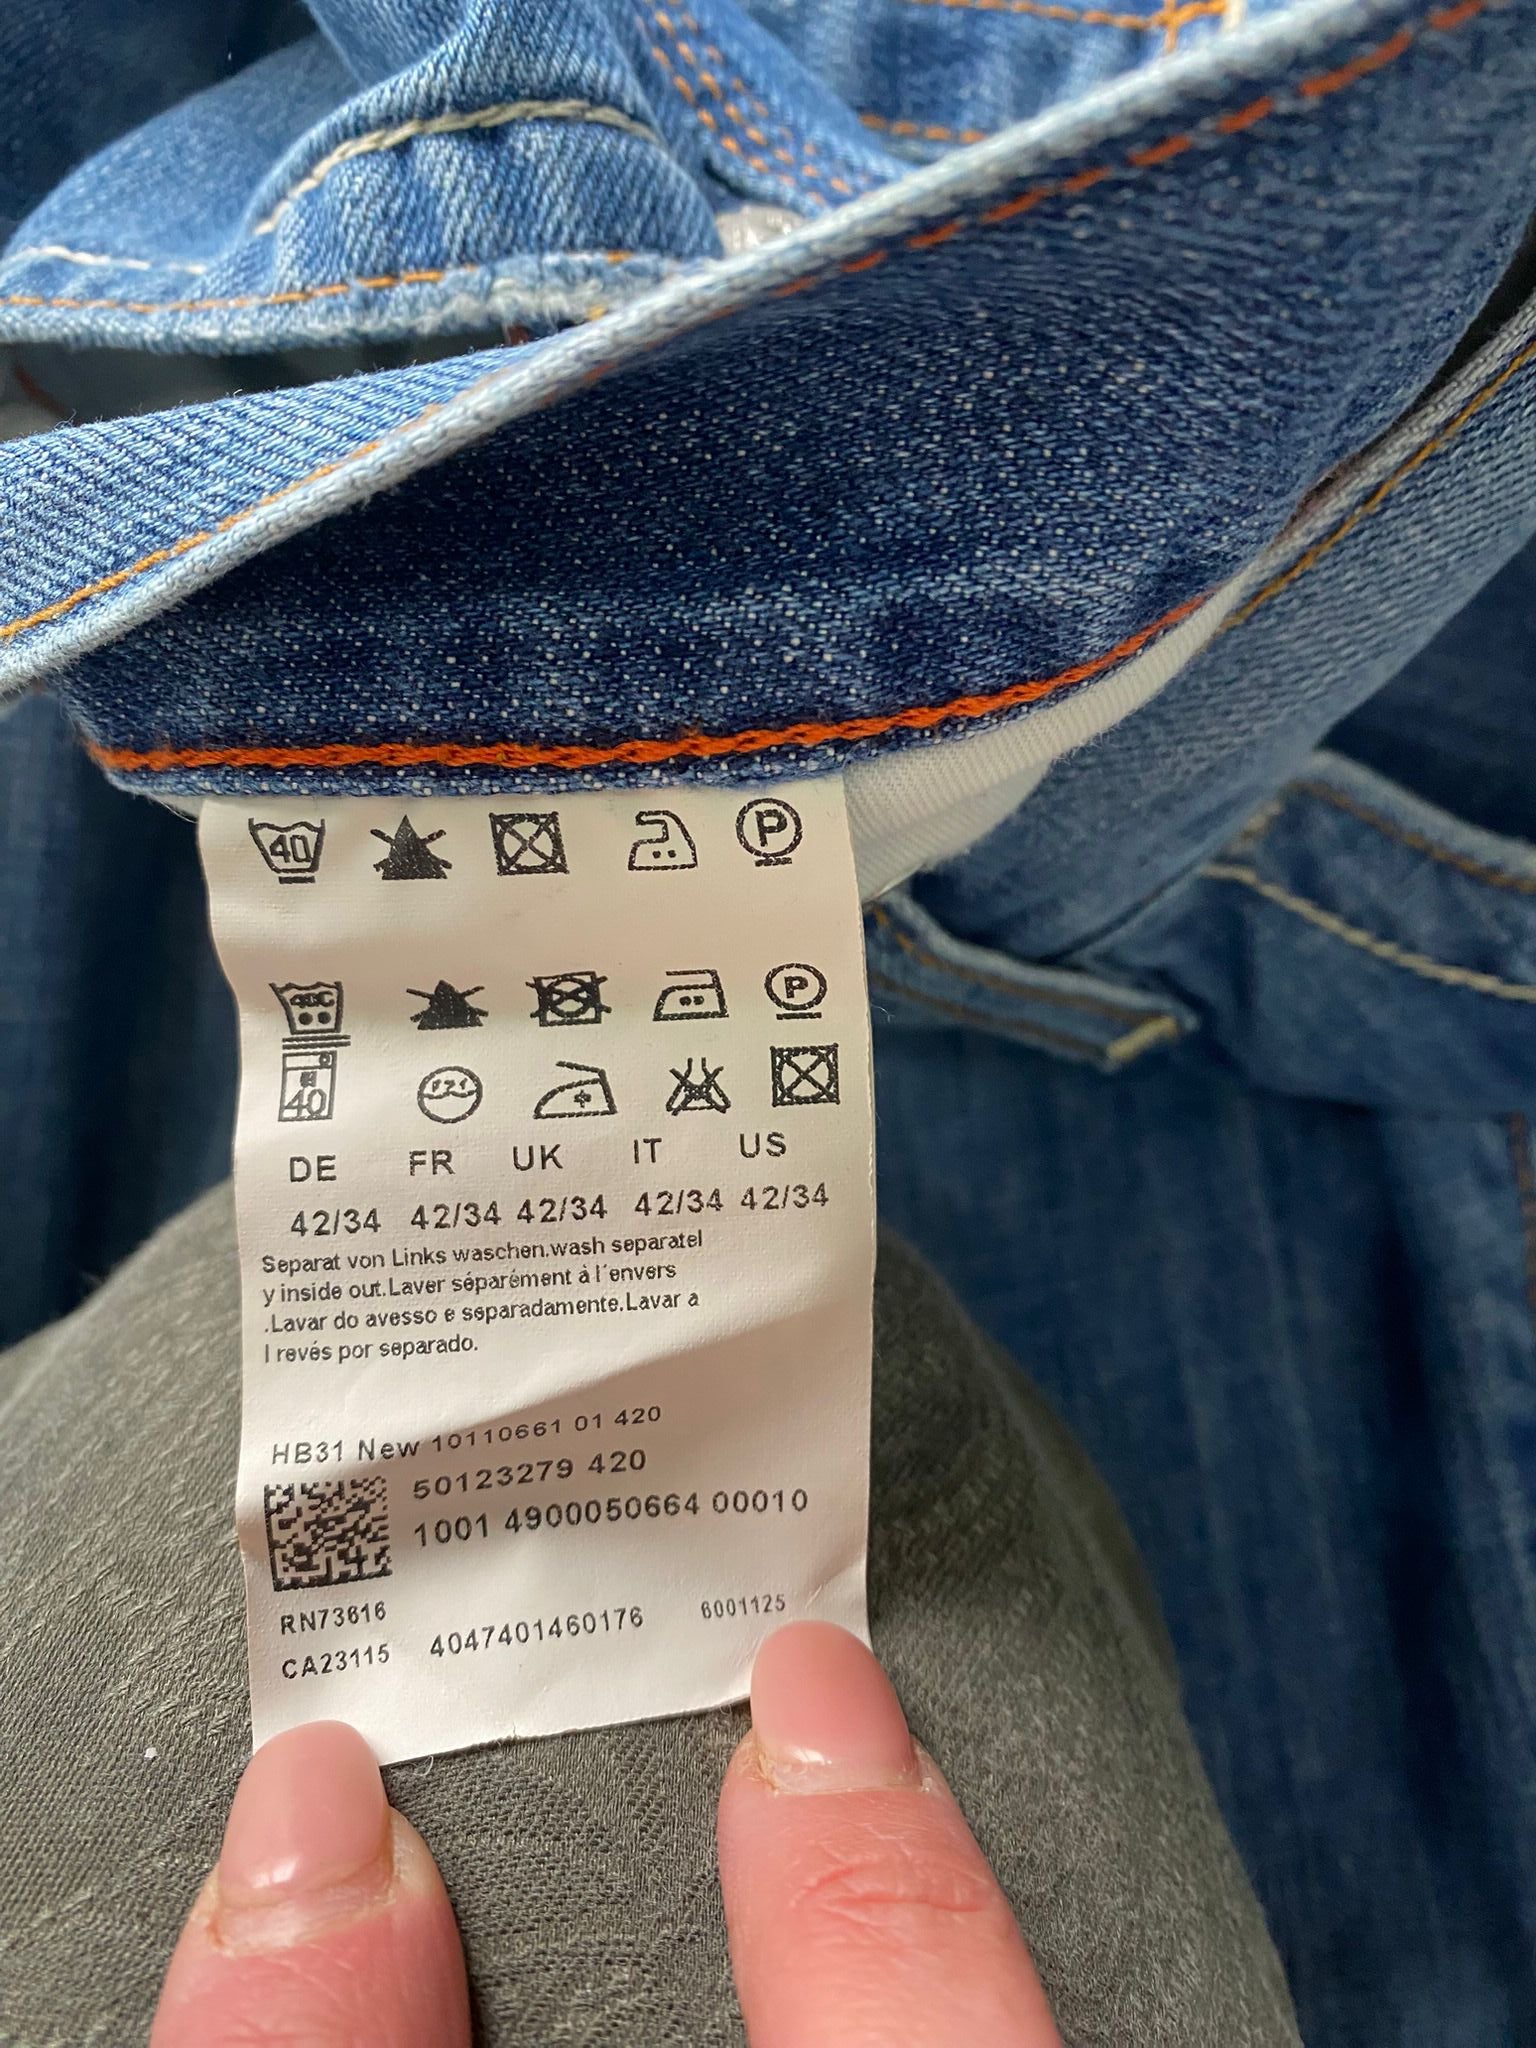 40 P
40C P
40
DE FR UK IT US
42/34 42/34 42/34 42/34 42/34
Separat von Links waschen.wash separatel
y inside out.Laver séparément à l´envers
.Lavar do avesso e separadamente.Lavar a
l revés por separado.
HB31 New 10110661 01 420
50123279 420
1001 4900050664 00010
RN73616
CA23115 4047401460176 6001125